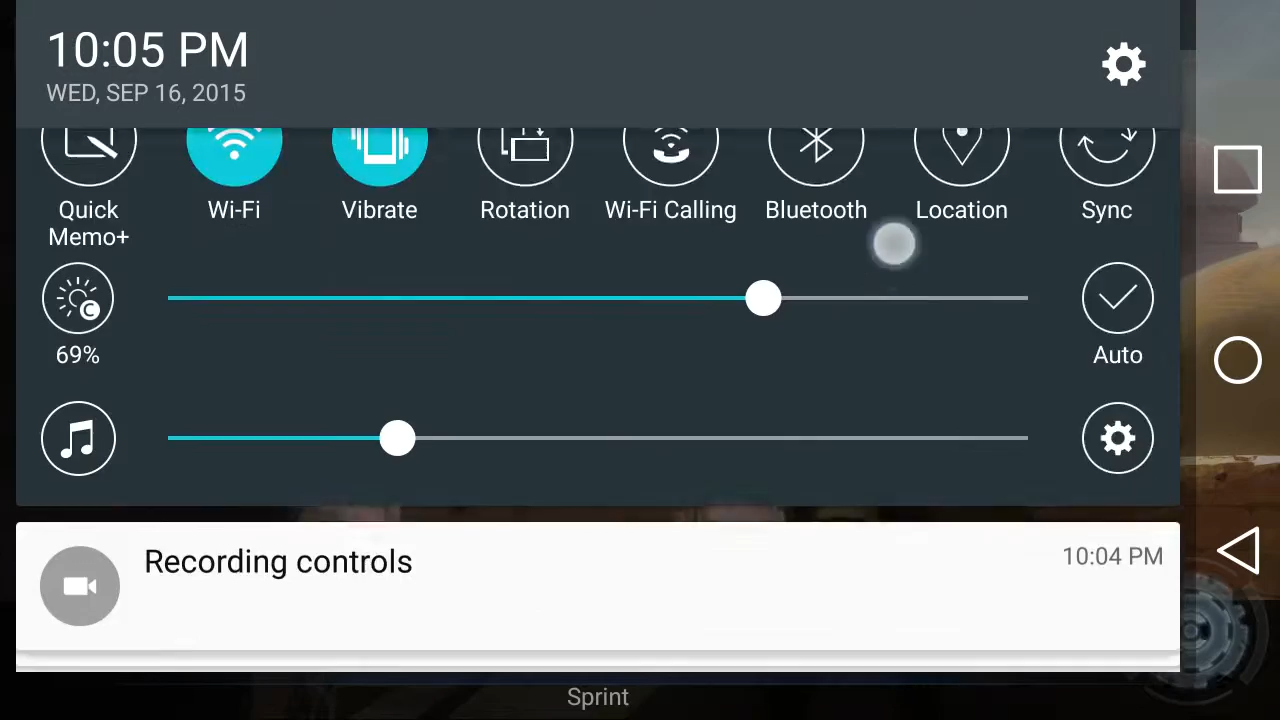 10:05 PM
WED, SEP 16, 2015
Quick Memo+
Wi-Fi
Vibrate
Rotation
Wi-Fi Calling
Bluetooth
Location
Sync
69%
Auto
Recording controls
10:04 PM
Sprint